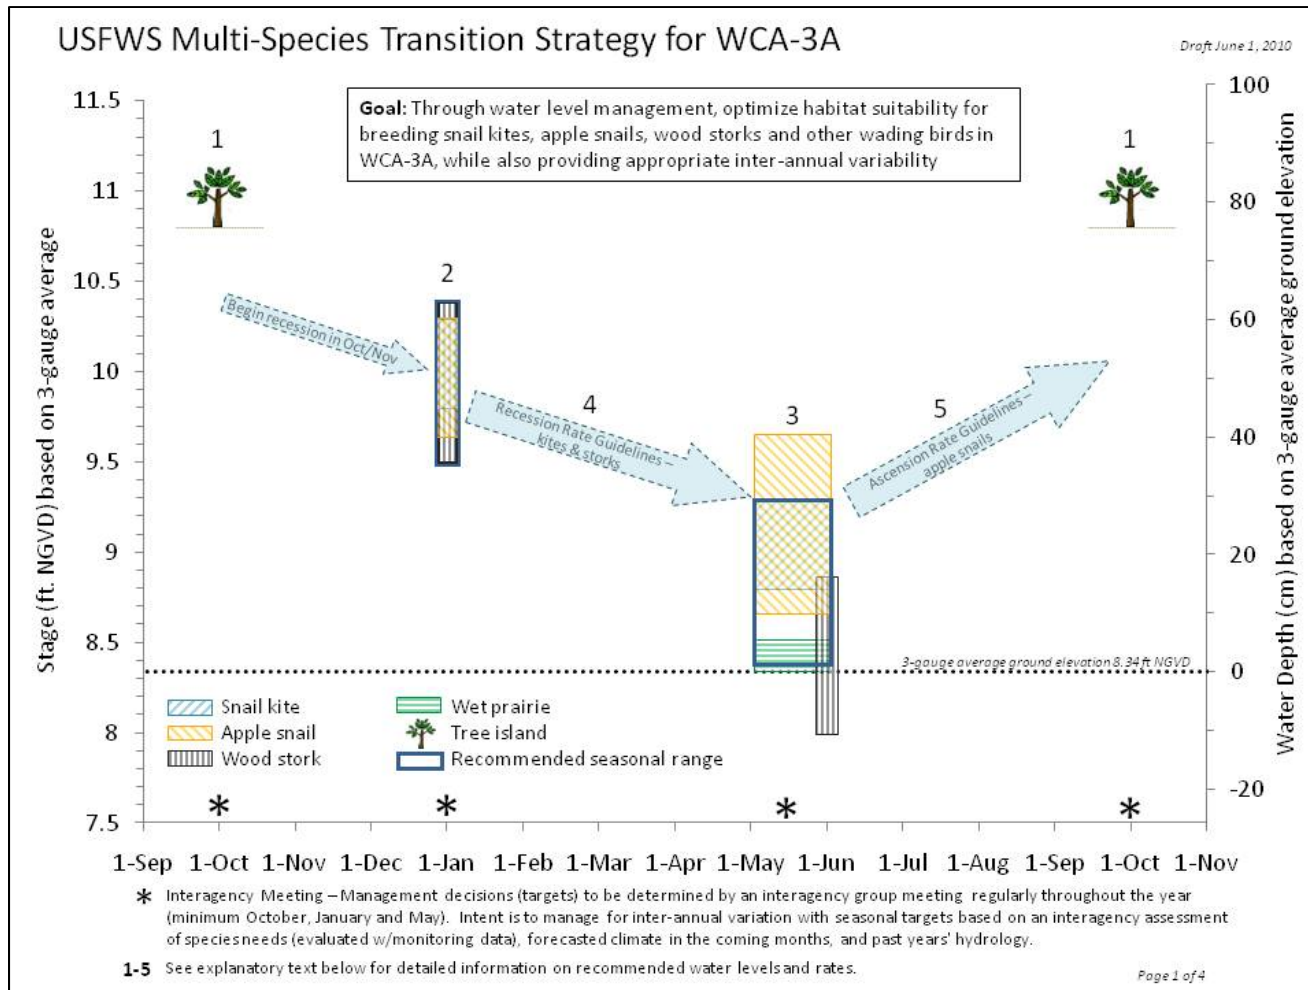 USFWS Multi-Species Transition Strategy for WCA-3A
Draft June 1, 2010
Goal: Through water level management, optimize habitat suitability for
breeding snail kites, apple snails, wood storks and other wading birds in
WCA-3A, while also providing appropriate inter-annual variability
Stage (ft. NGVD) based on 3-gauge average
11.5
11
10.5
10
9.5
9
8.5
8
7.5
100
80
60
40
20
0
-20
Water Depth (cm) based on 3-gauge average ground elevation
1
2
4
3
5
1
Begin recession in Oct/Nov
Recession Rate Guidelines –
kites & storks
Ascension Rate Guidelines –
apple snails
3-gauge average ground elevation 8.34 ft NGVD
Snail kite
Apple snail
Wood stork
Wet prairie
Tree island
Recommended seasonal range
* * * *
1-Sep 1-Oct 1-Nov 1-Dec 1-Jan 1-Feb 1-Mar 1-Apr 1-May 1-Jun 1-Jul 1-Aug 1-Sep 1-Oct 1-Nov
* Interagency Meeting – Management decisions (targets) to be determined by an interagency group meeting regularly throughout the year
(minimum October, January and May). Intent is to manage for inter-annual variation with seasonal targets based on an interagency assessment
of species needs (evaluated w/monitoring data), forecasted climate in the coming months, and past years' hydrology.
1-5 See explanatory text below for detailed information on recommended water levels and rates.
Page 1 of 4